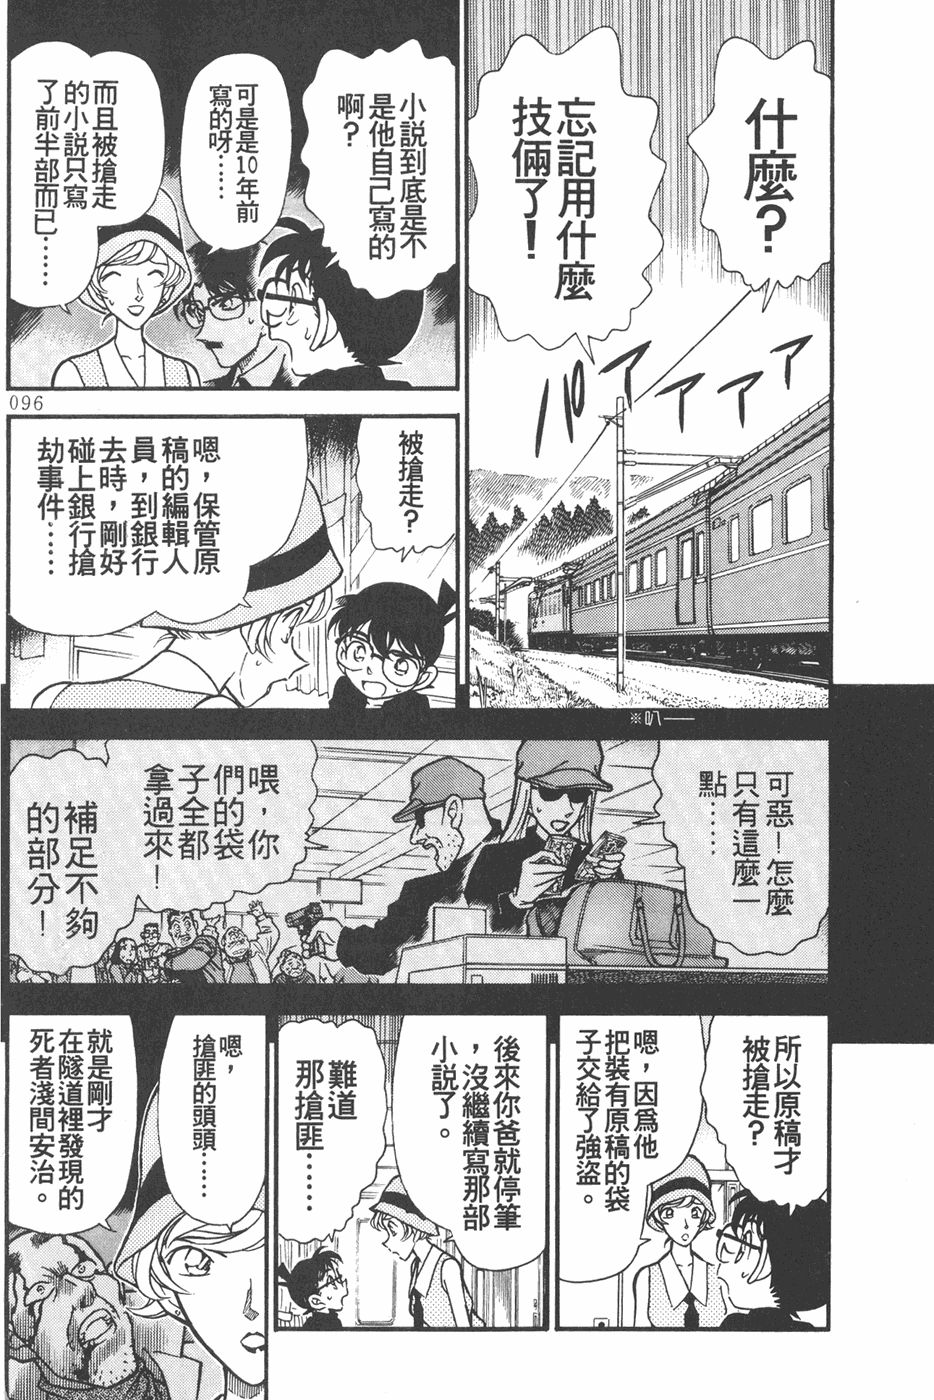 什麼?
忘記用什麼
技倆了!
パアアアア
※叭──
小說到底是不
是他自己寫的
啊?
可是是10年前
寫的呀……
而且被搶走
的小說只寫
了前半部而已……
096
被搶走?
嗯,保管原
稿的編輯人
員,到銀行
去時,剛好
碰上銀行搶
劫事件……
可惡!怎麼
只有這麼一
點……
喂,你
們的袋
子全都
拿過來!
補足不夠
的部分!
所以原稿才
被搶走?
嗯,因爲他
把裝有原稿的袋
子交給了強盜。
後來你爸就停筆
,沒繼續寫那部
小說了。
難道
那搶匪……
嗯,
搶匪的頭頭……
就是剛才
在隧道裡發現的
死者淺間安治。